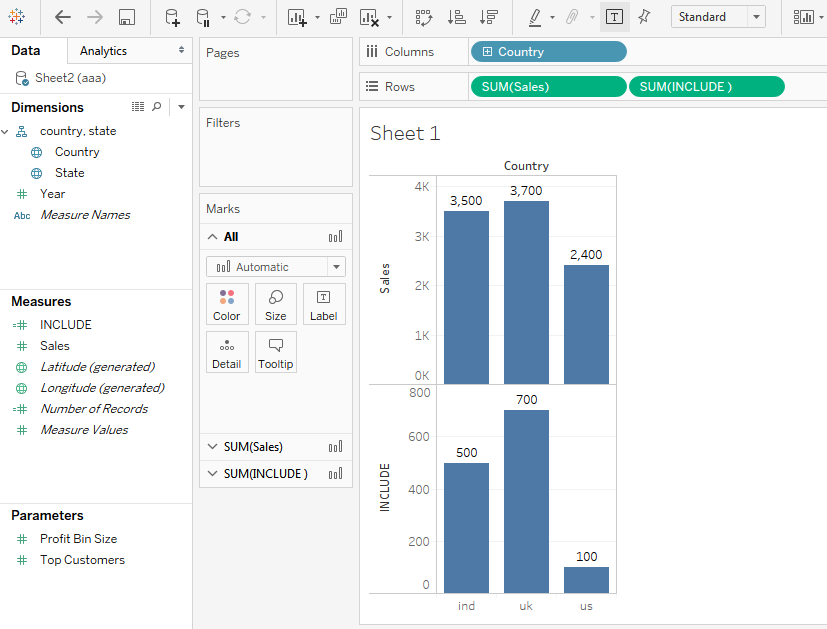 Standard
Data
Analytics
Sheet2 (aaa)
Dimensions
country, state
Country
State
Year
Abc Measure Names
Measures
INCLUDE
Sales
Latitude (generated)
Longitude (generated)
Number of Records
Measure Values
Parameters
Profit Bin Size
Top Customers
Pages
Filters
Marks
All
Automatic
Color Size Label
Detail Tooltip
SUM(Sales)
SUM(INCLUDE )
Columns Country
Rows SUM(Sales) SUM(INCLUDE )
Sheet 1
Country
Sales
4K
3K
2K
1K
0K
3,500 3,700 2,400
INCLUDE
800
600
400
200
0
500 700 100
ind uk us